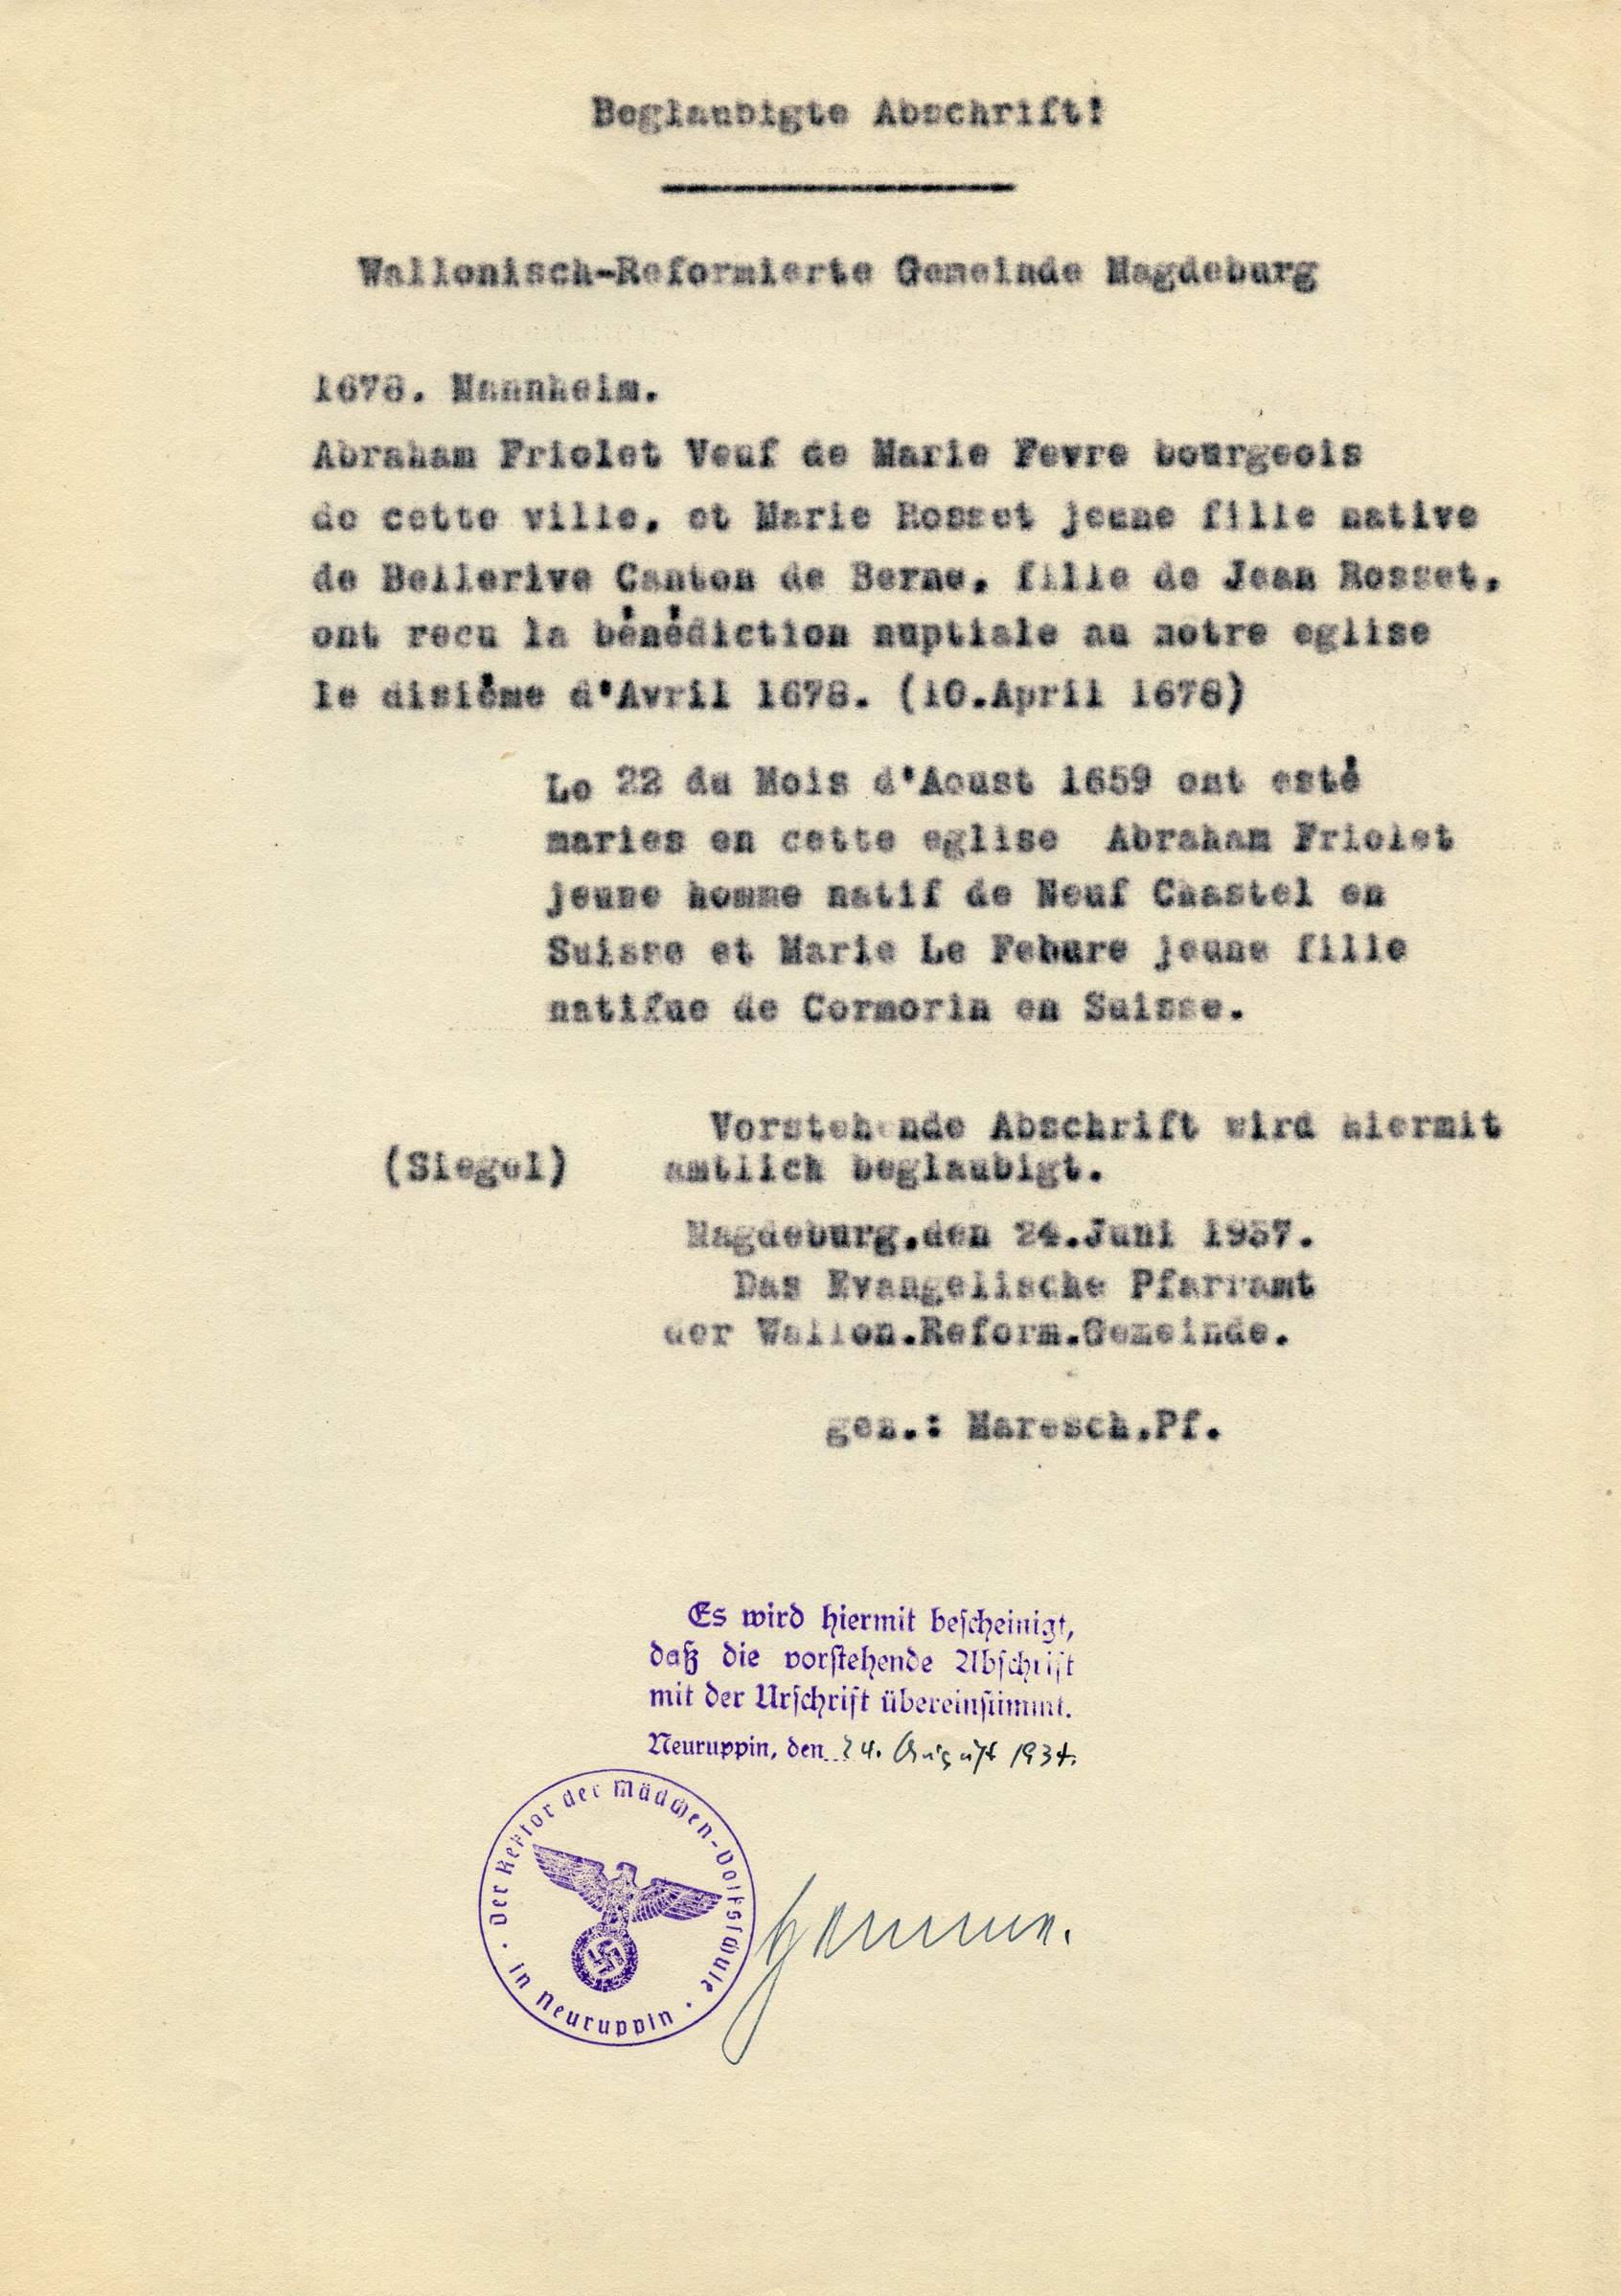 Beglaubigte Abschrift!
Wallonisch-Reformierte Gemeinde Magdeburg
1678. Mannheim.
Abraham Friolet Veuf de Marie Fevre bourgeois
de cette ville, et Marie Rosset jeune fille native
de Bellerive Canton de Berne, fille de Jean Rosset,
ont recu la bénédiction nuptiale au notre eglise
le disiéme d'Avril 1678. (10.April 1678)
Le 22 du Mois d'Aoust 1659 ont esté
maries en cette eglise Abraham Friolet
jeune homme natif de Neuf Chastel en
Suisse et Marie Le Febure jeune fille
natifue de Cormorin en Suisse.
Vorstehende Abschrift wird hiermit
(Siegel) amtlich beglaubigt.
Magdeburg,den 24.Juni 1937.
Das Evangelische Pfarramt
der Wallon.Reform.Gemeinde.
gez.: Maresch,Pf.
Es wird hiermit bescheinigt,
daß die vorstehende Abschrift
mit der Urschrift übereinstimmt.
Neuruppin, den 24. August 1937.
Der Rektor der Mädchen-Volksschule
in Neuruppin